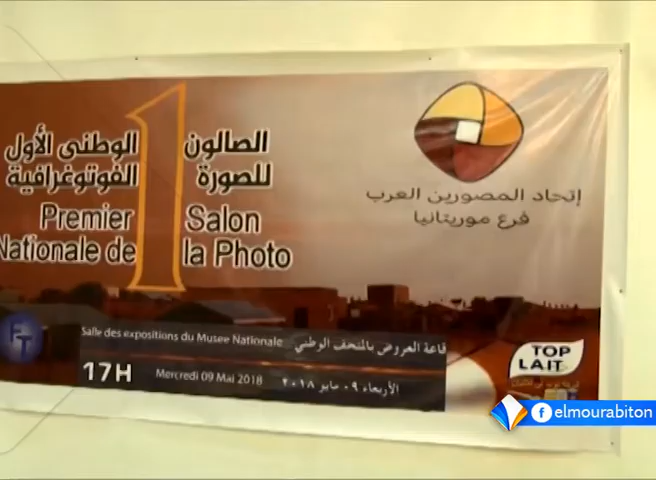 الصالون 1 الوطني الأول
للصورة الفوتوغرافية
Premier Salon
Nationale de la Photo
إتحاد المصورين العرب
فرع موريتانيا
FT
Salle des expositions du Musee Nationale
قاعة العروض بالمتحف الوطني
17H
Mercredi 09 Mai 2018
الأربعاء ٠٩ مايو ٢٠١٨
TOP
LAIT
elmourabiton